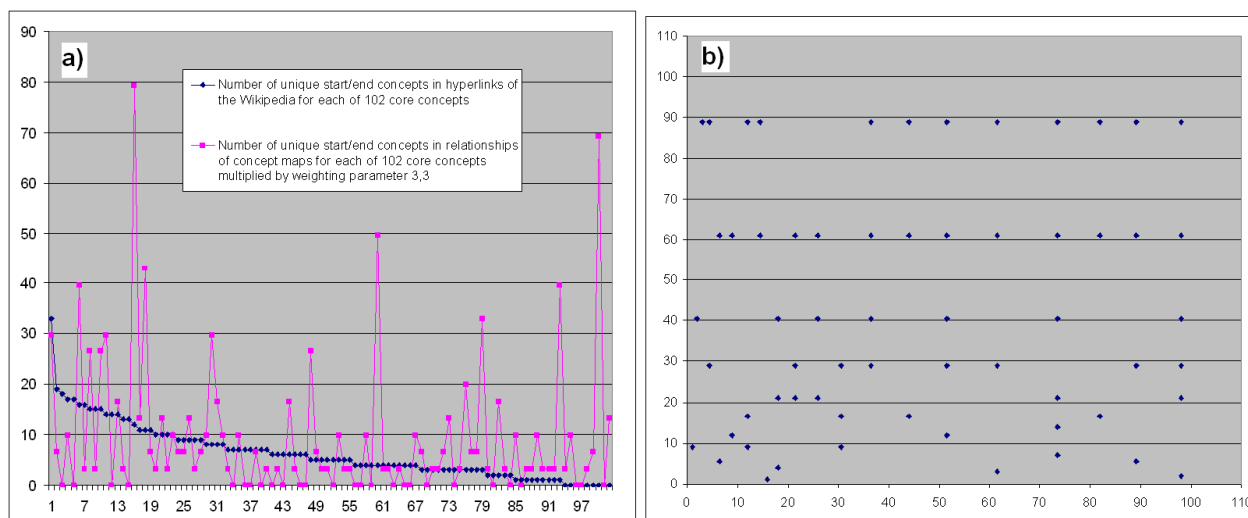 a)
Number of unique start/end concepts in hyperlinks of
the Wikipedia for each of 102 core concepts
Number of unique start/end concepts in relationships
of concept maps for each of 102 core concepts
multiplied by weighting parameter 3,3
90
80
70
60
50
40
30
20
10
0
1 7 13 19 25 31 37 43 49 55 61 67 73 79 85 91 97
b)
110
100
90
80
70
60
50
40
30
20
10
0
0 10 20 30 40 50 60 70 80 90 100 110